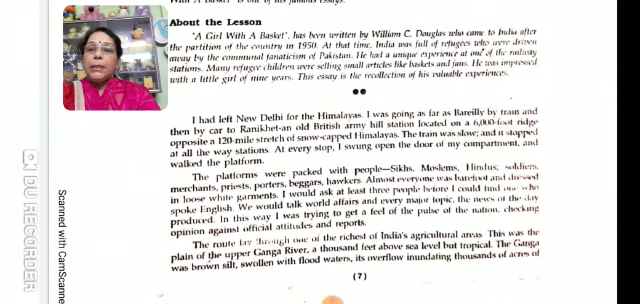 With A Basket' is one of his famous essays.
About the Lesson
'A Girl With A Basket', has been written by William C. Douglas who came to India after
the partition of the country in 1950. At that time, India was full of refugees who were driven
away by the communal fanaticism of Pakistan. He had a unique experience at one of the railway
stations. Many refugee children were selling small articles like baskets and fans. He was impressed
with a little girl of nine years. This essay is the recollection of his valuable experiences.
I had left New Delhi for the Himalayas. I was going as far as Bareilly by train and
then by car to Ranikhet-an old British army hill station located on a 6,000-foot ridge
opposite a 120-mile stretch of snow-capped Himalayas. The train was slow; and it stopped
at all the way stations. At every stop, I swung open the door of my compartment, and
walked the platform.
The platforms were packed with people—Sikhs, Moslems, Hindus; soldiers,
merchants, priests, porters, beggars, hawkers. Almost everyone was barefoot and dressed
in loose white garments. I would ask at least three people before I could find one who
spoke English. We would talk world affairs and every major topic, the news of the day
produced. In this way I was trying to get a feel of the pulse of the nation, checking
opinion against official attitudes and reports.
The route lay through one of the richest of India's agricultural areas. This was the
plain of the upper Ganga River, a thousand feet above sea level but tropical. The Ganga
was brown silt, swollen with flood waters, its overflow inundating thousands of acres of
(7)
DU RECORDER
Scanned with CamScanne